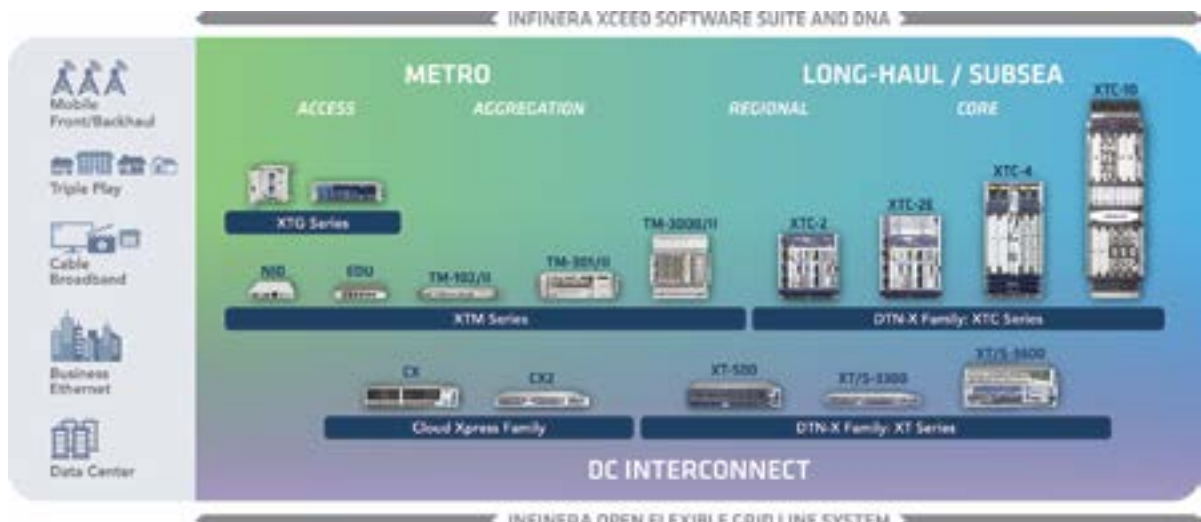 INFINERA XCEED SOFTWARE SUITE AND DNA
METRO
LONG-HAUL / SUBSEA
ACCESS
AGGREGATION
REGIONAL
CORE
Mobile
Front/Backhaul
Triple Play
Cable
Broadband
Business
Ethernet
Data Center
XTG Series
NID
EDU
TM-102/II
TM-301/II
TM-3000/II
XTM Series
XTC-2
XTC-2E
XTC-4
XTC-10
DTN-X Family: XTC Series
CX
CX2
Cloud Xpress Family
XT-500
XT/S-3300
XT/S-3600
DTN-X Family: XT Series
DC INTERCONNECT
INFINERA OPEN FLEXIBLE GRID LINE SYSTEM